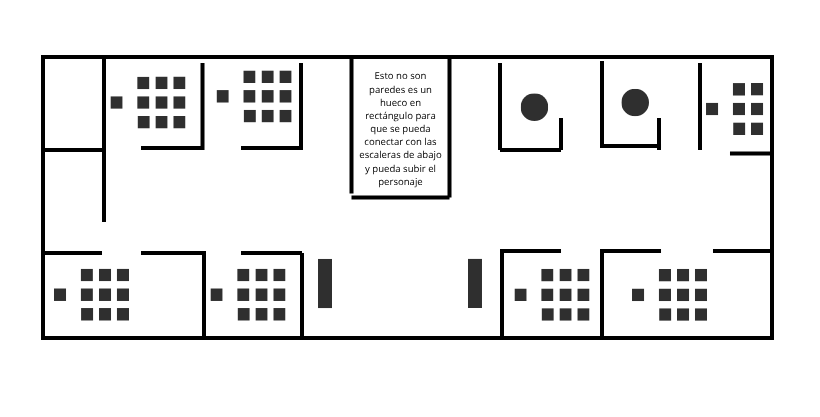 Esto no son
paredes es un
hueco en
rectángulo para
que se pueda
conectar con las
escaleras de abajo
y pueda subir el
personaje